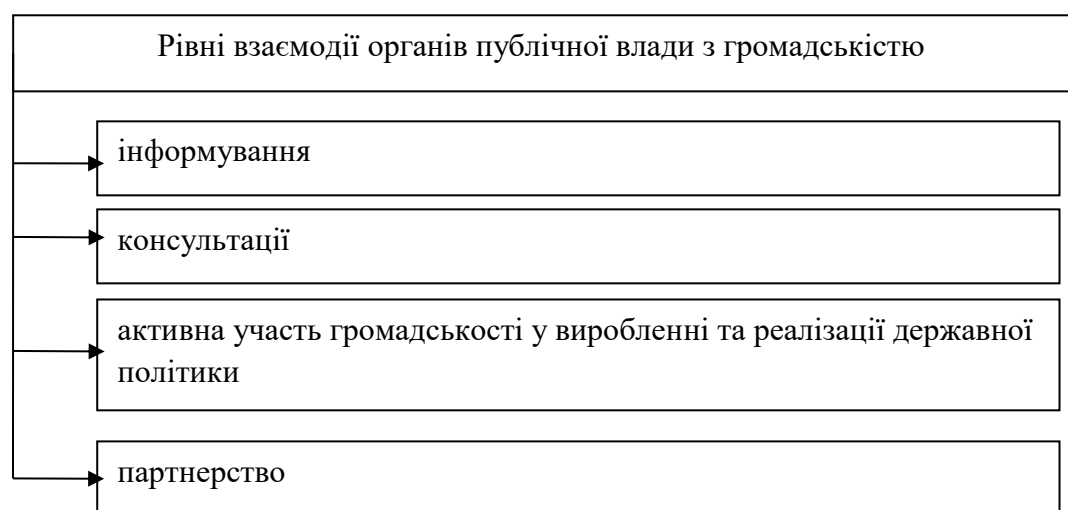 Рівні взаємодії органів публічної влади з громадськістю
інформування
консультації
активна участь громадськості у виробленні та реалізації державної
політики
партнерство